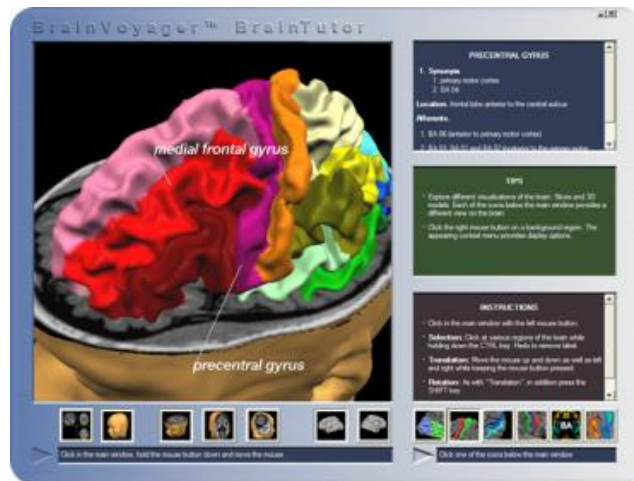 BrainVoyager™ BrainTutor
medial frontal gyrus
precentral gyrus
PRECENTRAL GYRUS
1. Synonym
1. primary motor cortex
2. BA 04
Location: frontal lobe anterior to the central sulcus
Afferents:
1. BA 06 (anterior to primary motor cortex)
TIPS
Explore different visualizations of the brain. Slices and 3D
models. Each of the icons below the main window provides a
different view on the brain.
Click the right mouse button on a background region. The
appearing context menu provides display options.
INSTRUCTIONS
Click in the main window with the left mouse button.
Selection: Click at various regions of the brain while
holding down the CTRL key. Redo to remove label.
Translation: Move the mouse up and down as well as left
and right while keeping the mouse button pressed.
Rotation: As with "Translation", in addition press the
SHIFT key.
BA
Click in the main window, hold the mouse button down and move the mouse
Click one of the icons below the main window